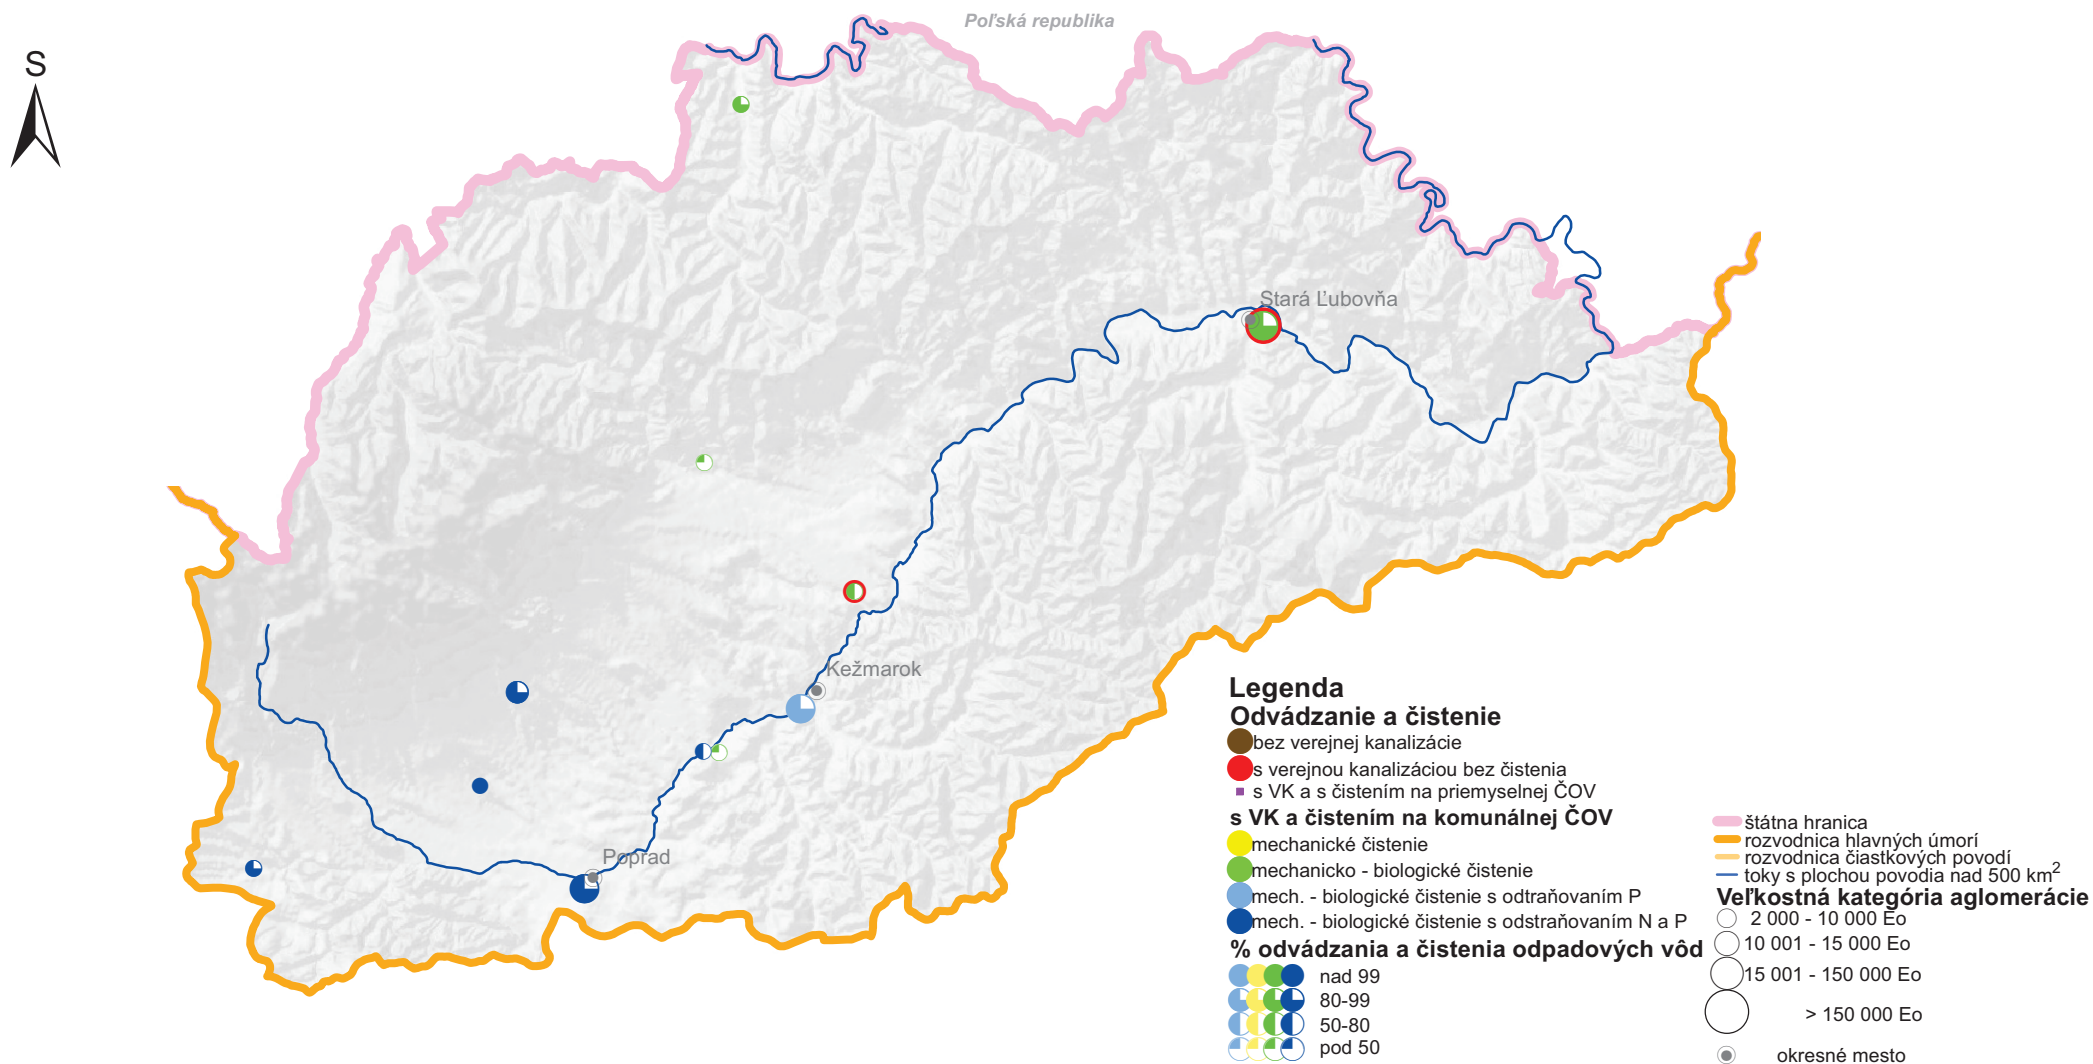 Poľská republika
S
Stará Ľubovňa
Kežmarok
Poprad
Legenda
Odvádzanie a čistenie
bez verejnej kanalizácie
s verejnou kanalizáciou bez čistenia
s VK a s čistením na priemyselnej ČOV
s VK a čistením na komunálnej ČOV
mechanické čistenie
mechanicko - biologické čistenie
mech. - biologické čistenie s odtraňovaním P
mech. - biologické čistenie s odstraňovaním N a P
% odvádzania a čistenia odpadových vôd
nad 99
80-99
50-80
pod 50
štátna hranica
rozvodnica hlavných úmorí
rozvodnica čiastkových povodí
toky s plochou povodia nad 500 km²
Veľkostná kategória aglomerácie
2 000 - 10 000 Eo
10 001 - 15 000 Eo
15 001 - 150 000 Eo
> 150 000 Eo
okresné mesto